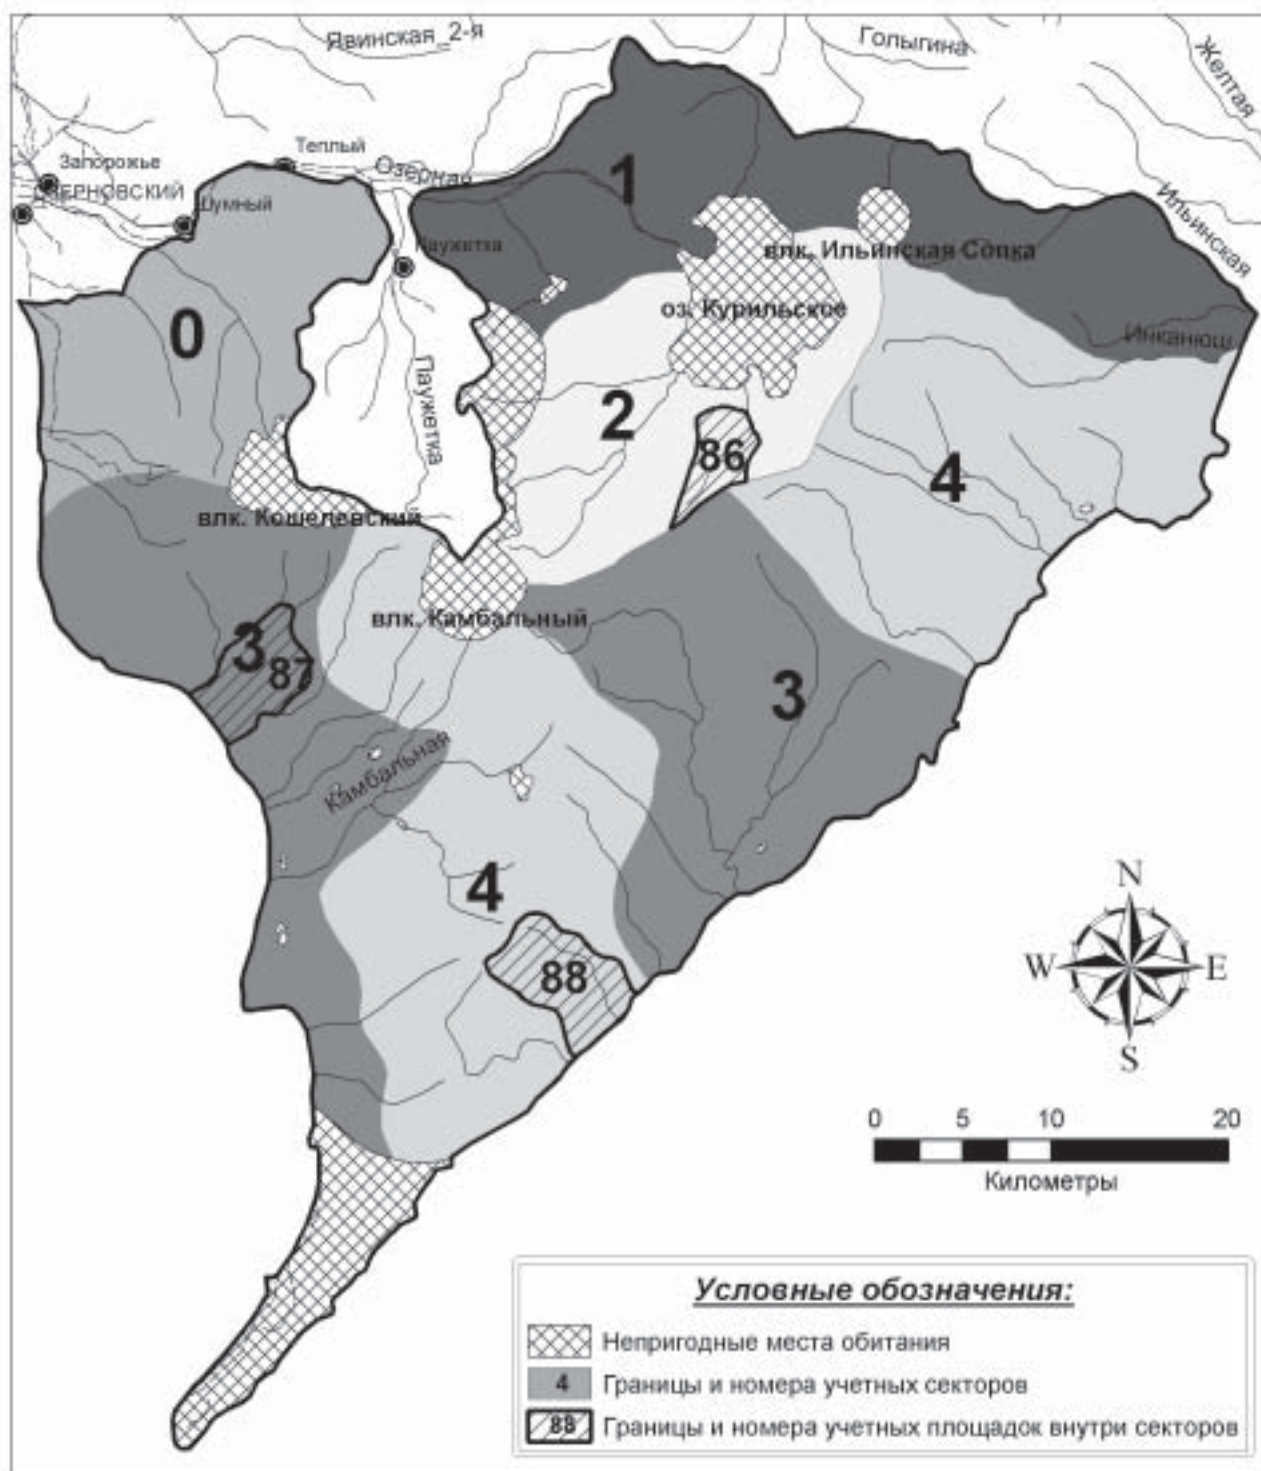 Явинская_2-я
Голыгина
Желтая
Теплый
Запорожье
Озерная
ОЗЕРНОВСКИЙ
Шумный
1
Ильинская
Паужетка
влк. Ильинская Сопка
0
оз. Курильское
Инканюш
Паужетка
2
86
4
влк. Кошелевский
влк. Камбальный
3
87
3
Камбальная
4
88
N
W E
S
0 5 10 20
Километры
Условные обозначения:
Непригодные места обитания
4 Границы и номера учетных секторов
88 Границы и номера учетных площадок внутри секторов